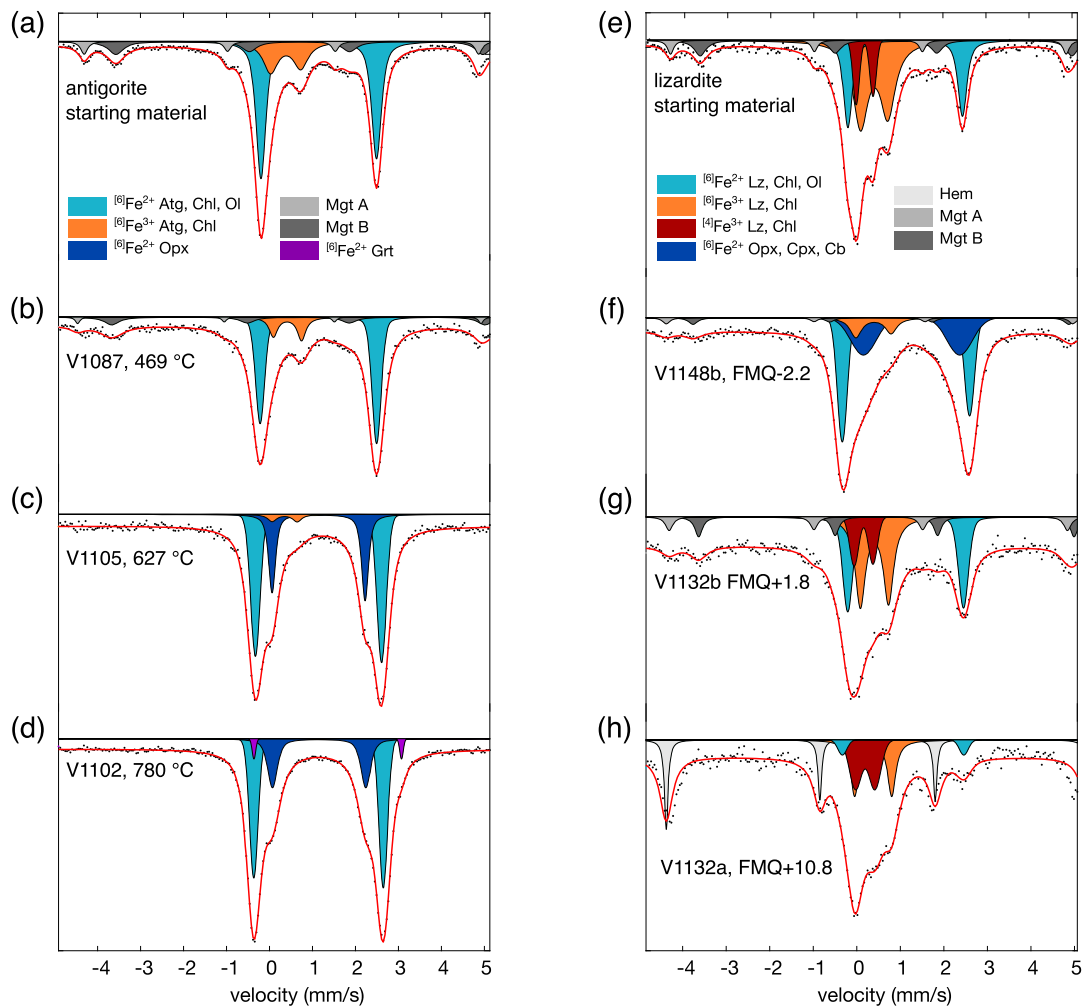 (a)
antigorite
starting material
[6]Fe2+ Atg, Chl, Ol
[6]Fe3+ Atg, Chl
[6]Fe2+ Opx
Mgt A
Mgt B
[6]Fe2+ Grt
(b)
V1087, 469 °C
(c)
V1105, 627 °C
(d)
V1102, 780 °C
-4 -3 -2 -1 0 1 2 3 4 5
velocity (mm/s)
(e)
lizardite
starting material
[6]Fe2+ Lz, Chl, Ol
[6]Fe3+ Lz, Chl
[4]Fe3+ Lz, Chl
[6]Fe2+ Opx, Cpx, Cb
Hem
Mgt A
Mgt B
(f)
V1148b, FMQ-2.2
(g)
V1132b FMQ+1.8
(h)
V1132a, FMQ+10.8
-4 -3 -2 -1 0 1 2 3 4 5
velocity (mm/s)